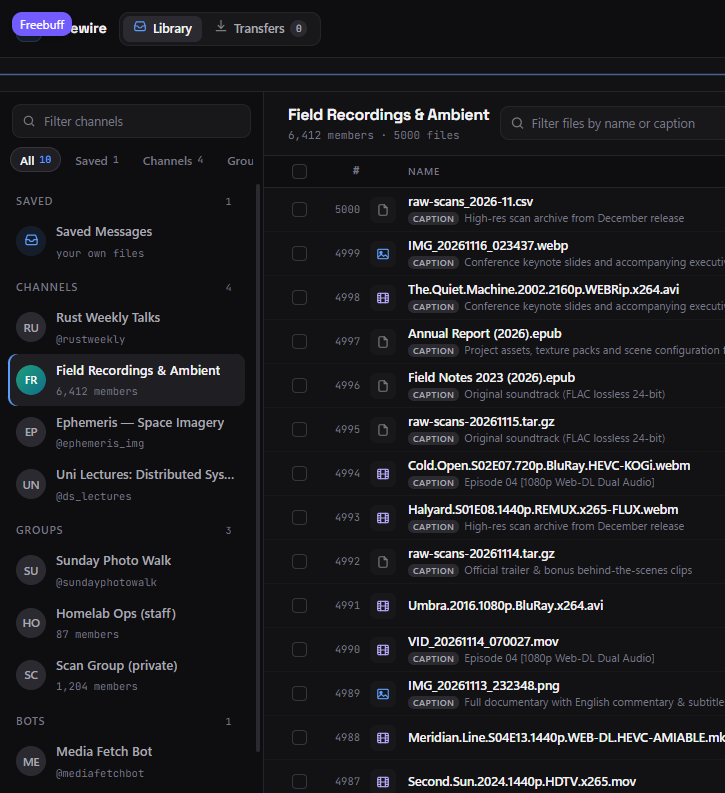 Freebuff
ewire
Library
Transfers 0
Filter channels
All 10
Saved 1
Channels 4
Grou
SAVED 1
Saved Messages
your own files
CHANNELS 4
RU
Rust Weekly Talks
@rustweekly
FR
Field Recordings & Ambient
6,412 members
EP
Ephemeris — Space Imagery
@ephemeris_img
UN
Uni Lectures: Distributed Sys...
@ds_lectures
GROUPS 3
SU
Sunday Photo Walk
@sundayphotowalk
HO
Homelab Ops (staff)
87 members
SC
Scan Group (private)
1,204 members
BOTS 1
ME
Media Fetch Bot
@mediafetchbot
Field Recordings & Ambient
6,412 members · 5000 files
Filter files by name or caption
# NAME
5000 raw-scans_2026-11.csv
CAPTION High-res scan archive from December release
4999 IMG_20261116_023437.webp
CAPTION Conference keynote slides and accompanying executi
4998 The.Quiet.Machine.2002.2160p.WEBRip.x264.avi
CAPTION Conference keynote slides and accompanying executi
4997 Annual Report (2026).epub
CAPTION Project assets, texture packs and scene configuration f
4996 Field Notes 2023 (2026).epub
CAPTION Original soundtrack (FLAC lossless 24-bit)
4995 raw-scans-20261115.tar.gz
CAPTION Original soundtrack (FLAC lossless 24-bit)
4994 Cold.Open.S02E07.720p.BluRay.HEVC-KOGi.webm
CAPTION Episode 04 [1080p Web-DL Dual Audio]
4993 Halyard.S01E08.1440p.REMUX.x265-FLUX.webm
CAPTION High-res scan archive from December release
4992 raw-scans-20261114.tar.gz
CAPTION Official trailer & bonus behind-the-scenes clips
4991 Umbra.2016.1080p.BluRay.x264.avi
4990 VID_20261114_070027.mov
CAPTION Episode 04 [1080p Web-DL Dual Audio]
4989 IMG_20261113_232348.png
CAPTION Full documentary with English commentary & subtitle
4988 Meridian.Line.S04E13.1440p.WEB-DL.HEVC-AMIABLE.mk
4987 Second.Sun.2024.1440p.HDTV.x265.mov